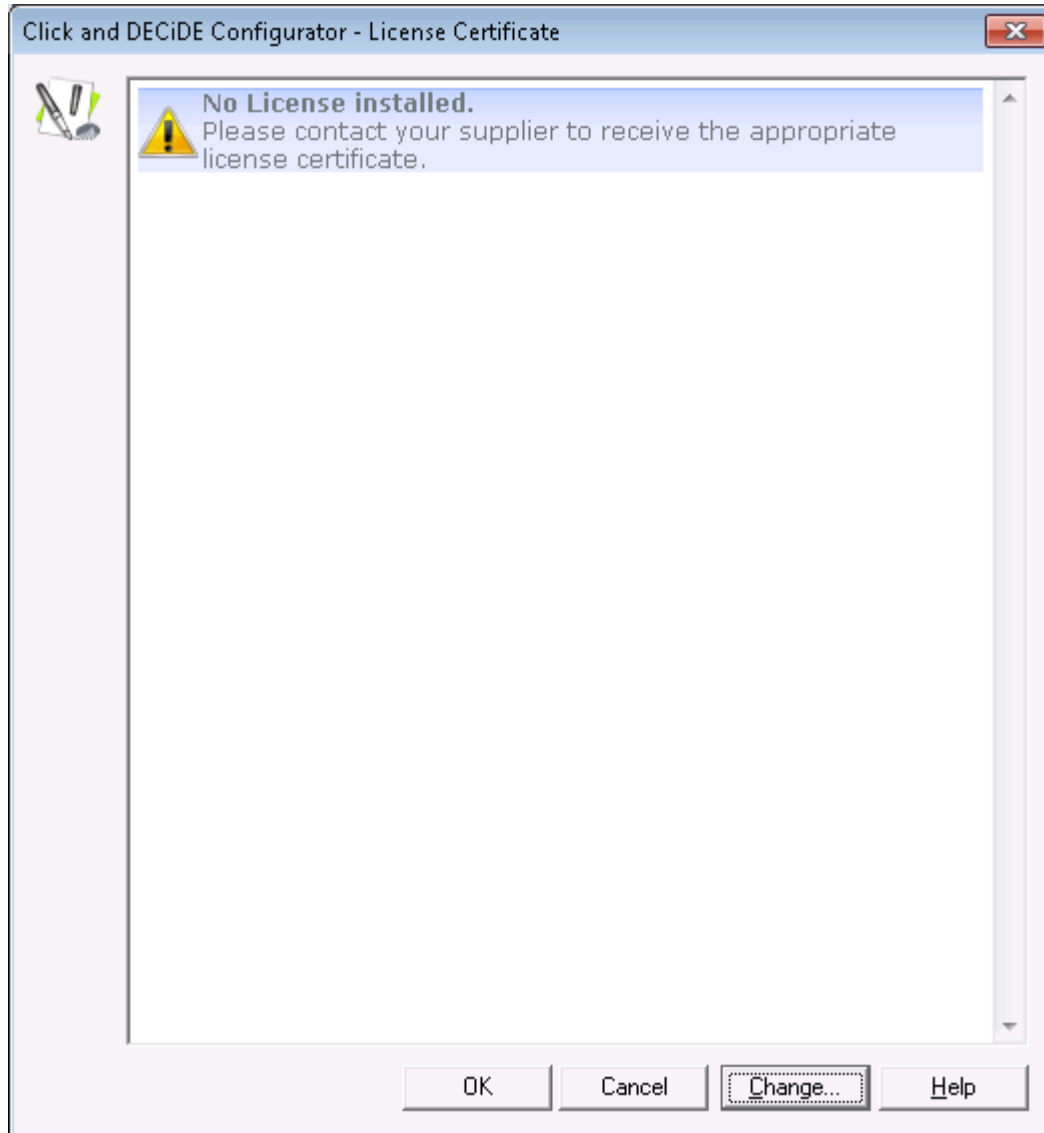 Click and DECiDE Configurator - License Certificate
No License installed.
Please contact your supplier to receive the appropriate
license certificate.
OK Cancel Change... Help